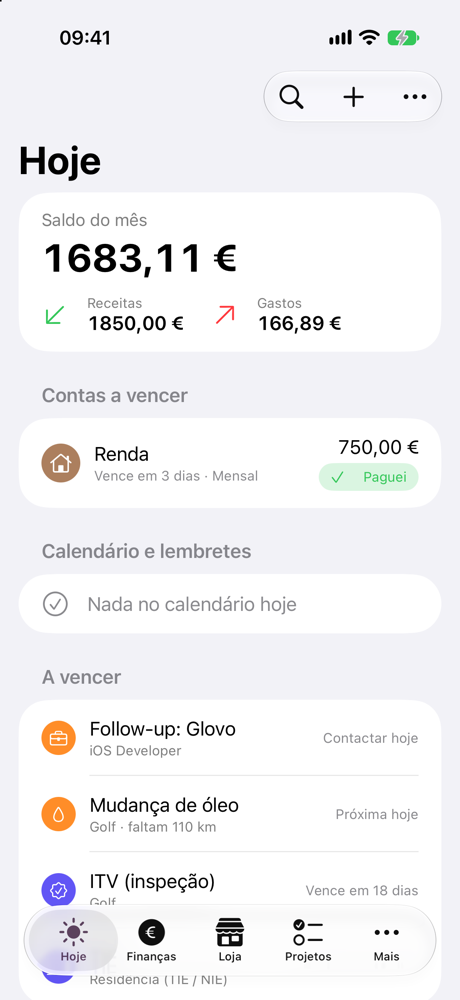 09:41
Hoje
Saldo do mês
1683,11 €
Receitas
1850,00 €
Gastos
166,89 €
Contas a vencer
Renda
Vence em 3 dias · Mensal
750,00 €
Paguei
Calendário e lembretes
Nada no calendário hoje
A vencer
Follow-up: Glovo
iOS Developer
Contactar hoje
Mudança de óleo
Golf · faltam 110 km
Próxima hoje
ITV (inspeção)
Golf
Vence em 18 dias
Residência (TIE / NIE)
Hoje
Finanças
Loja
Projetos
Mais